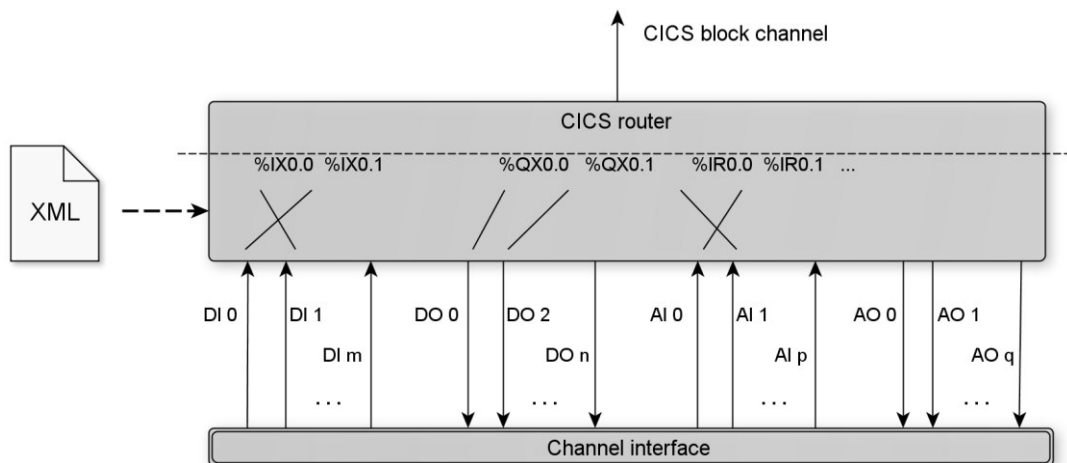 CICS block channel
CICS router
%IX0.0 %IX0.1 %QX0.0 %QX0.1 %IR0.0 %IR0.1 ...
XML
DI 0 DI 1 DO 0 DO 2 AI 0 AI 1 AO 0 AO 1
DI m DO n AI p AO q
... ... ... ...
Channel interface